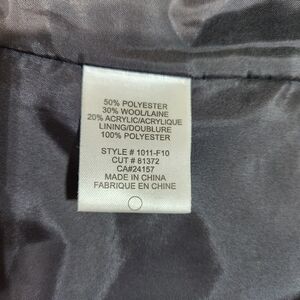 50% POLYESTER
30% WOOL/LAINE
20% ACRYLIC/ACRYLIQUE
LINING/DOUBLURE
100% POLYESTER
STYLE # 1011-F10
CUT # 81372
CA#24157
MADE IN CHINA
FABRIQUE EN CHINE